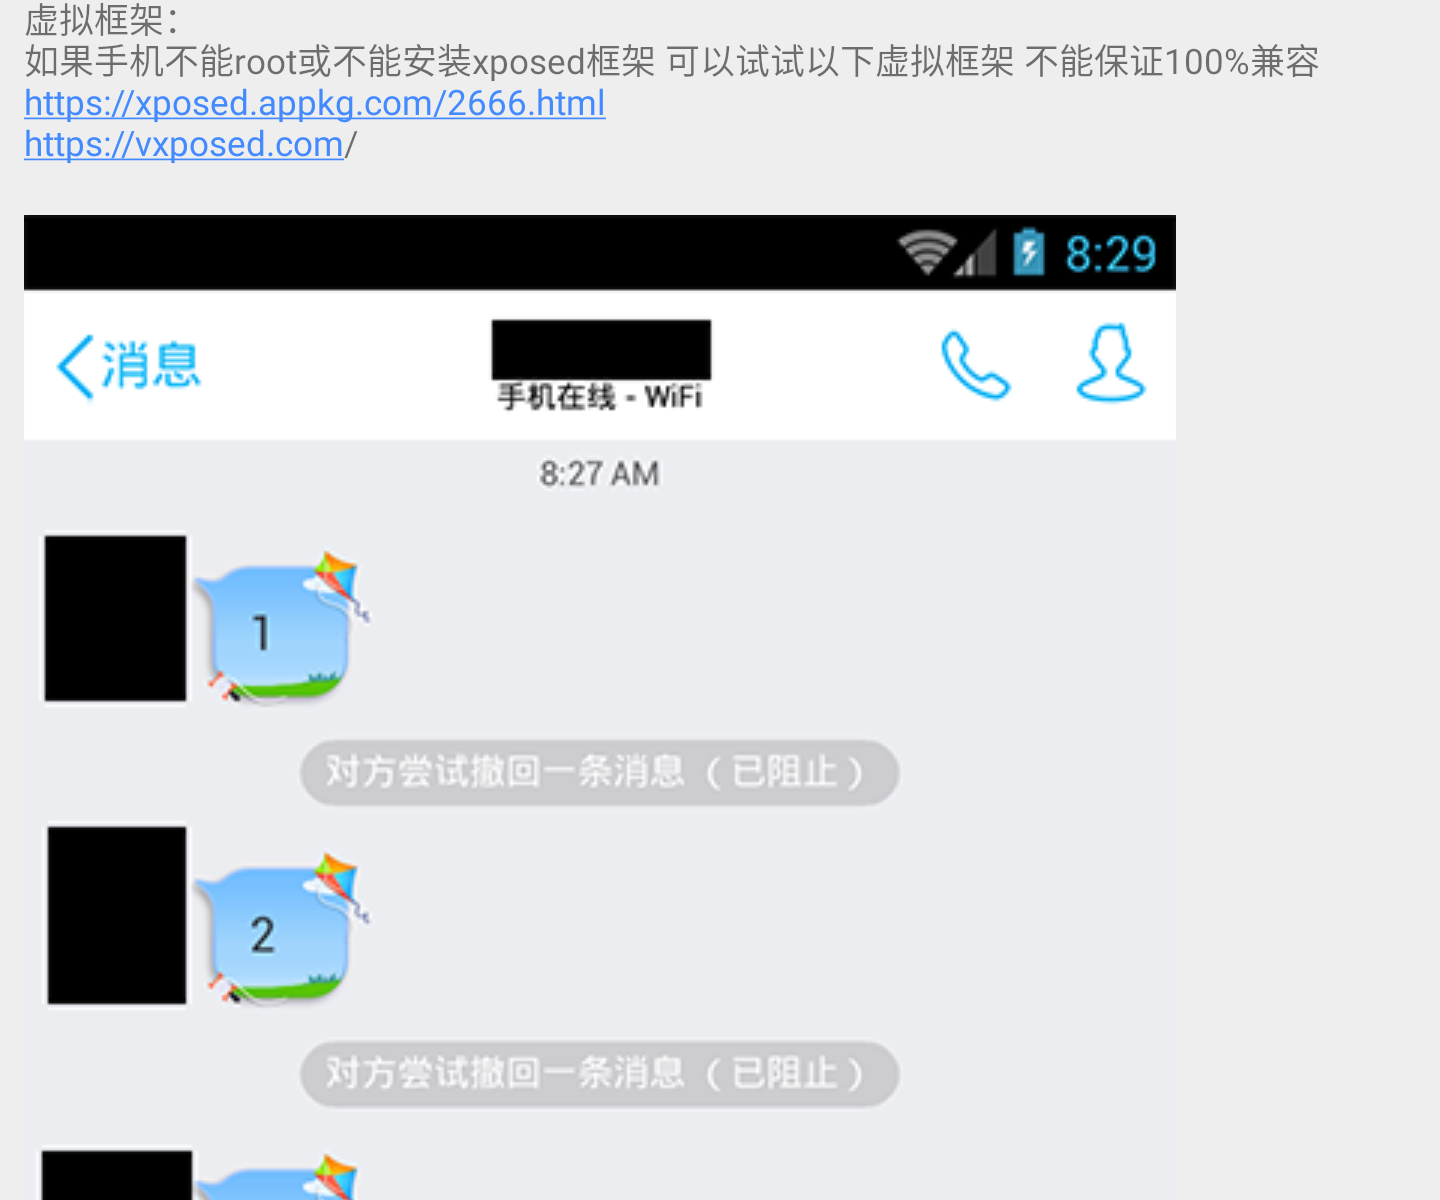 虚拟框架：
如果手机不能root或不能安装xposed框架 可以试试以下虚拟框架 不能保证100%兼容
https://xposed.appkg.com/2666.html
https://vxposed.com/
8:29
消息
手机在线 - WiFi
8:27 AM
1
对方尝试撤回一条消息（已阻止）
2
对方尝试撤回一条消息（已阻止）